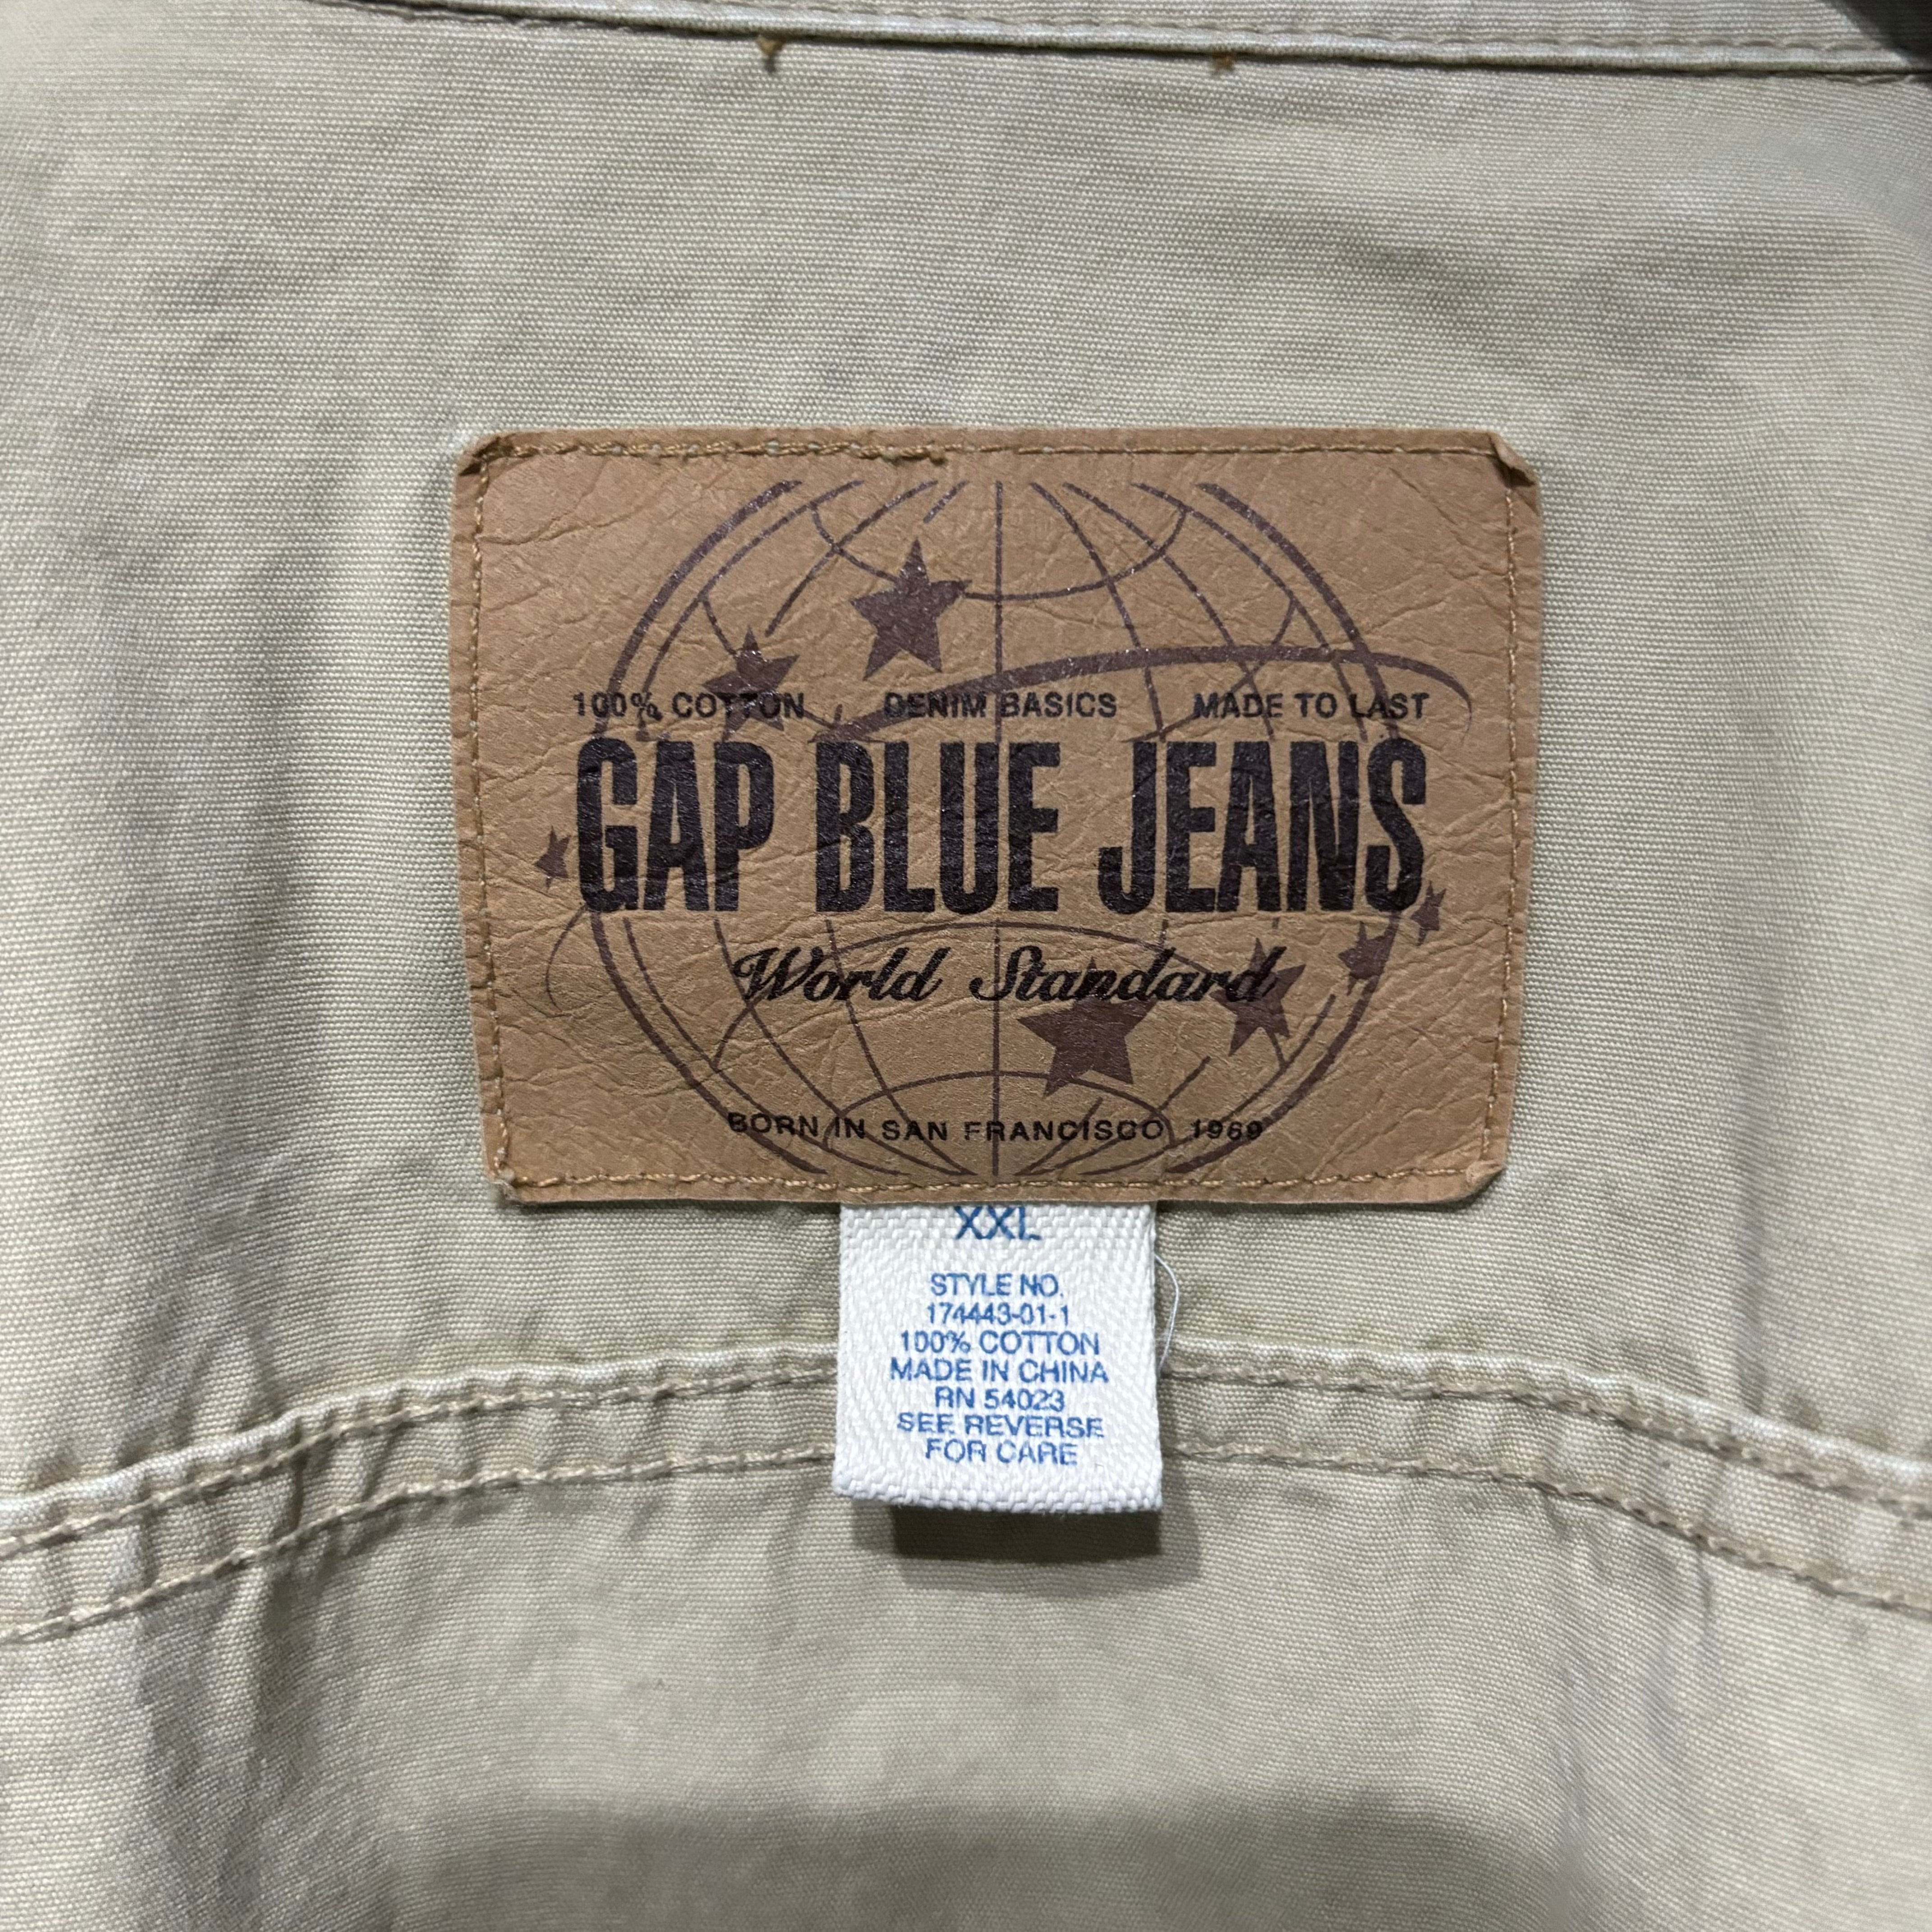 100% COTTON DENIM BASICS MADE TO LAST
GAP BLUE JEANS
World Standard
BORN IN SAN FRANCISCO, 1969
XXL
STYLE NO.
174443-01-1
100% COTTON
MADE IN CHINA
RN 54023
SEE REVERSE
FOR CARE